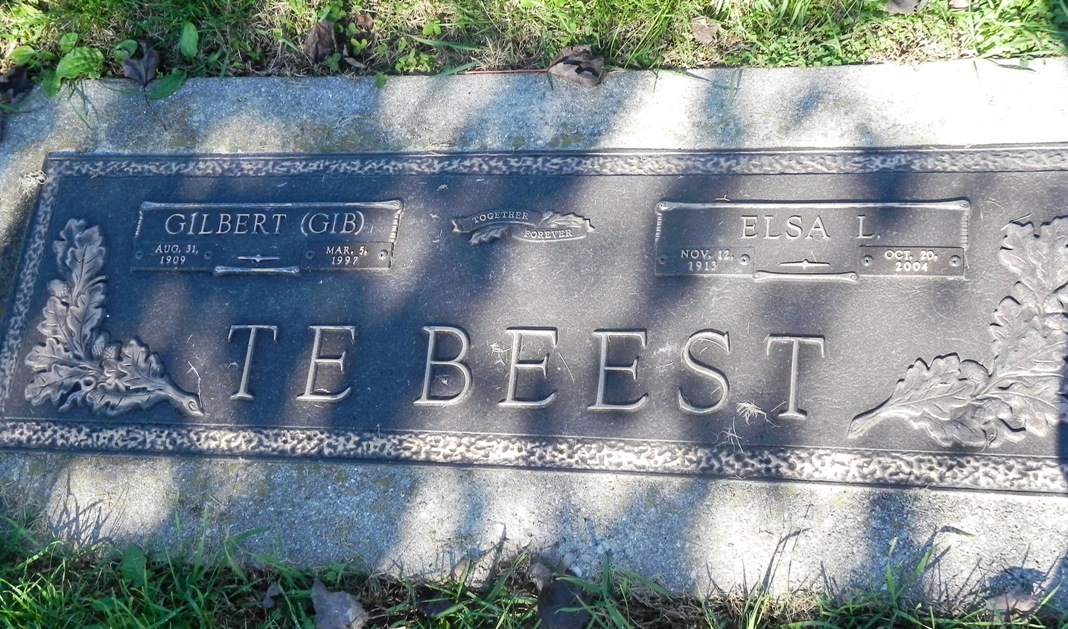 GILBERT (GIB)
AUG. 31,
1909
MAR. 5,
1997
TOGETHER
FOREVER
ELSA L.
NOV. 12,
1913
OCT. 20,
2004
TE BEEST